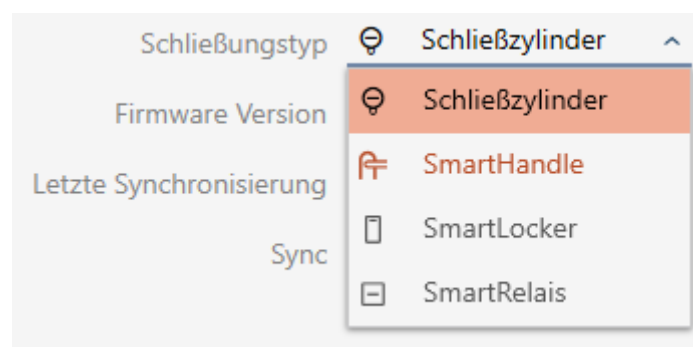 Schließungstyp Schließzylinder
Firmware Version Schließzylinder
SmartHandle
Letzte Synchronisierung
SmartLocker
Sync
SmartRelais